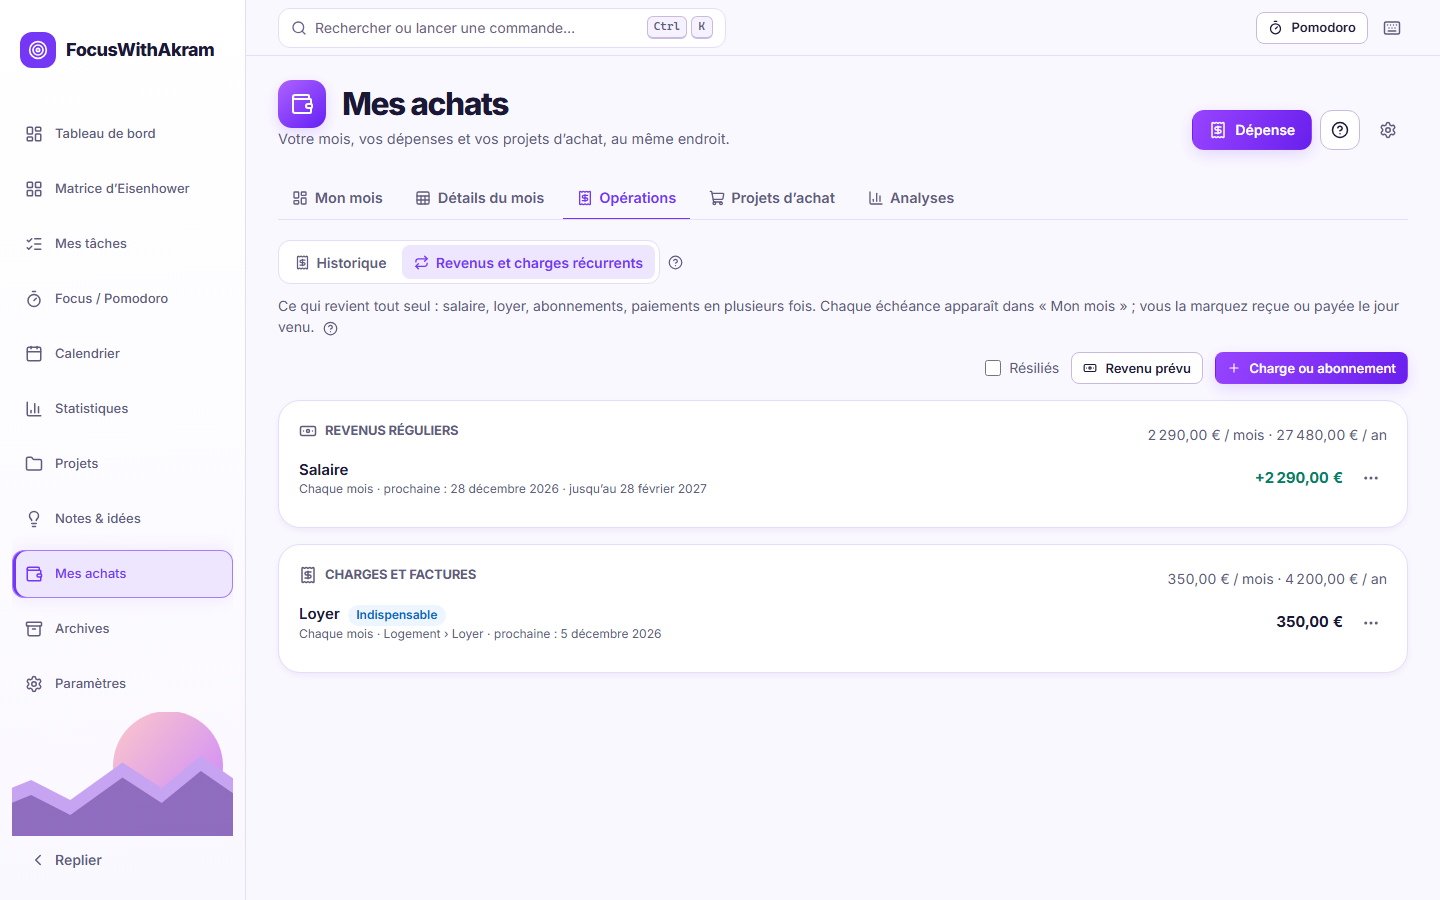 FocusWithAkram
Rechercher ou lancer une commande...
Ctrl K
Pomodoro
Tableau de bord
Matrice d’Eisenhower
Mes tâches
Focus / Pomodoro
Calendrier
Statistiques
Projets
Notes & idées
Mes achats
Archives
Paramètres
Replier
Mes achats
Votre mois, vos dépenses et vos projets d’achat, au même endroit.
Dépense
Mon mois
Détails du mois
Opérations
Projets d’achat
Analyses
Historique
Revenus et charges récurrents
Ce qui revient tout seul : salaire, loyer, abonnements, paiements en plusieurs fois. Chaque échéance apparaît dans « Mon mois » ; vous la marquez reçue ou payée le jour
venu.
Résiliés
Revenu prévu
+ Charge ou abonnement
REVENUS RÉGULIERS
2 290,00 € / mois · 27 480,00 € / an
Salaire
Chaque mois · prochaine : 28 décembre 2026 · jusqu’au 28 février 2027
+2 290,00 €
CHARGES ET FACTURES
350,00 € / mois · 4 200,00 € / an
Loyer Indispensable
Chaque mois · Logement › Loyer · prochaine : 5 décembre 2026
350,00 €